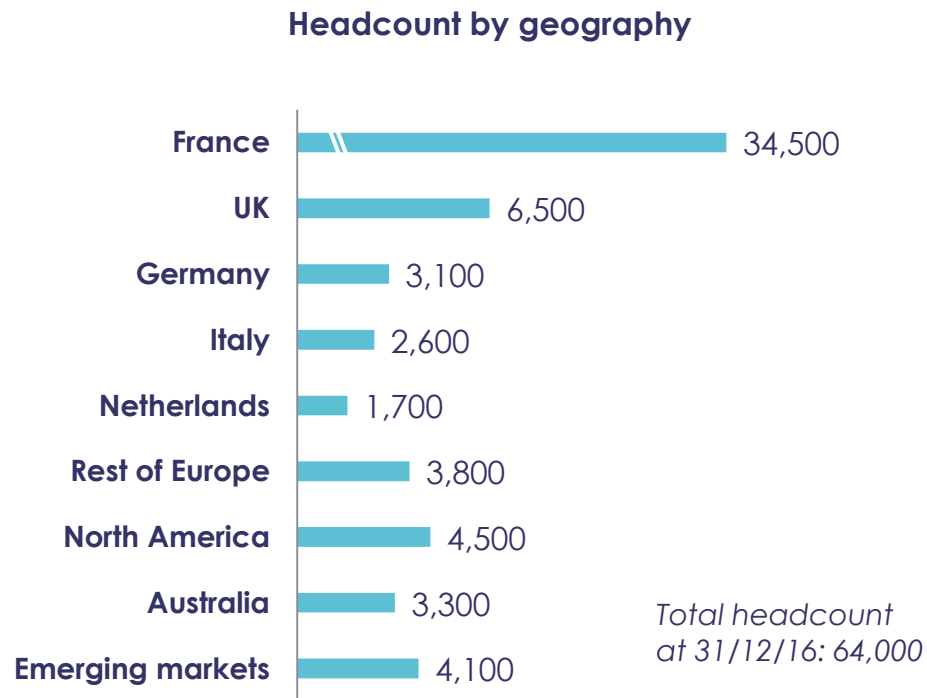 Headcount by geography
France 34,500
UK 6,500
Germany 3,100
Italy 2,600
Netherlands 1,700
Rest of Europe 3,800
North America 4,500
Australia 3,300
Emerging markets 4,100
Total headcount
at 31/12/16: 64,000